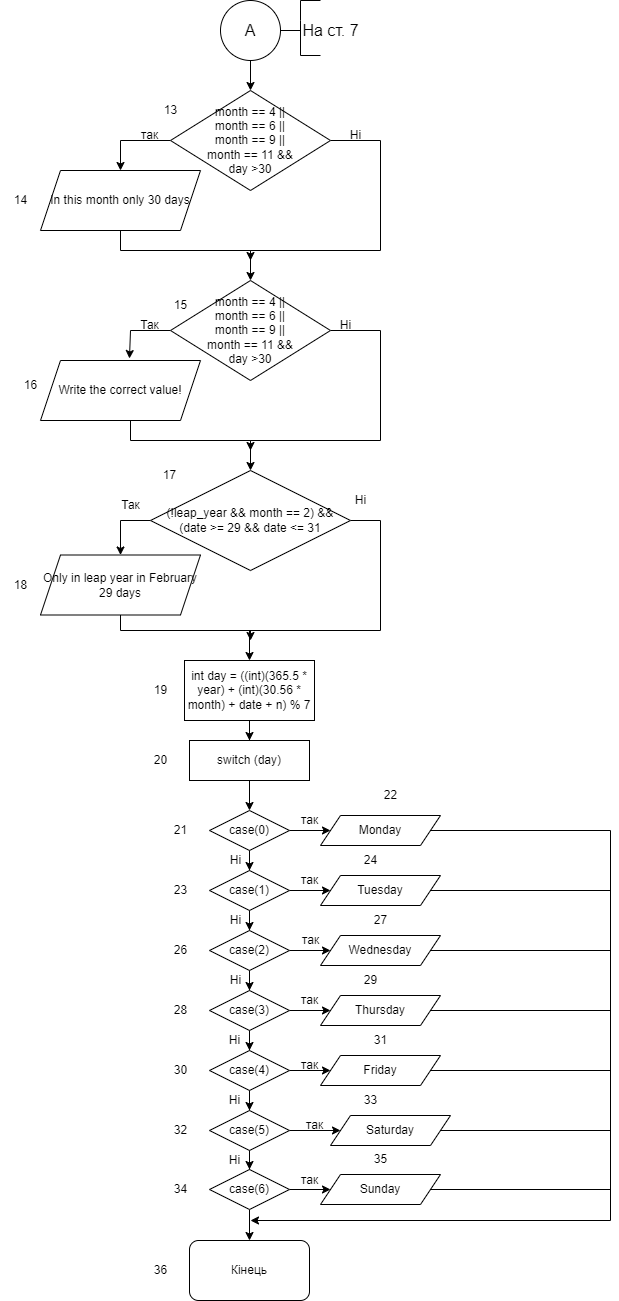 А
На ст. 7
13
month == 4 ||
month == 6 ||
month == 9 ||
month == 11 &&
day >30
так
Ні
14
In this month only 30 days
15
month == 4 ||
month == 6 ||
month == 9 ||
month == 11 &&
day >30
Так
Ні
16
Write the correct value!
17
(!leap_year && month == 2) &&
(date >= 29 && date <= 31
Так
Ні
18
Only in leap year in February
29 days
19
int day = ((int)(365.5 *
year) + (int)(30.56 *
month) + date + n) % 7
20
switch (day)
21
case(0)
так
22
Monday
Ні
23
case(1)
так
24
Tuesday
Ні
26
case(2)
так
27
Wednesday
Ні
28
case(3)
так
29
Thursday
Ні
30
case(4)
так
31
Friday
Ні
32
case(5)
так
33
Saturday
Ні
34
case(6)
так
35
Sunday
36
Кінець